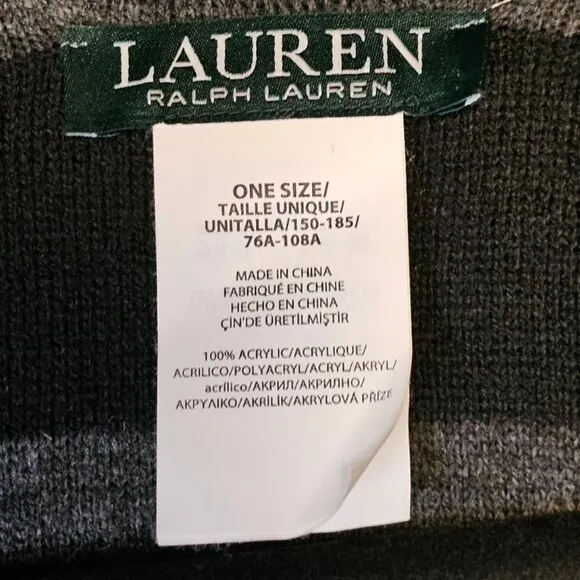 LAUREN
RALPH LAUREN
ONE SIZE/
TAILLE UNIQUE/
UNITALLA/150-185/
76A-108A
MADE IN CHINA
FABRIQUÉ EN CHINE
HECHO EN CHINA
ÇİN'DE ÜRETİLMİŞTİR
100% ACRYLIC/ACRYLIQUE/
ACRILICO/POLYACRYL/ACRYL/AKRYL/
acrílico/АКРИЛ/АКРИЛНО/
ΑΚΡΥΛΙΚΟ/AKRİLİK/AKRYLOVÁ PŘÍZE